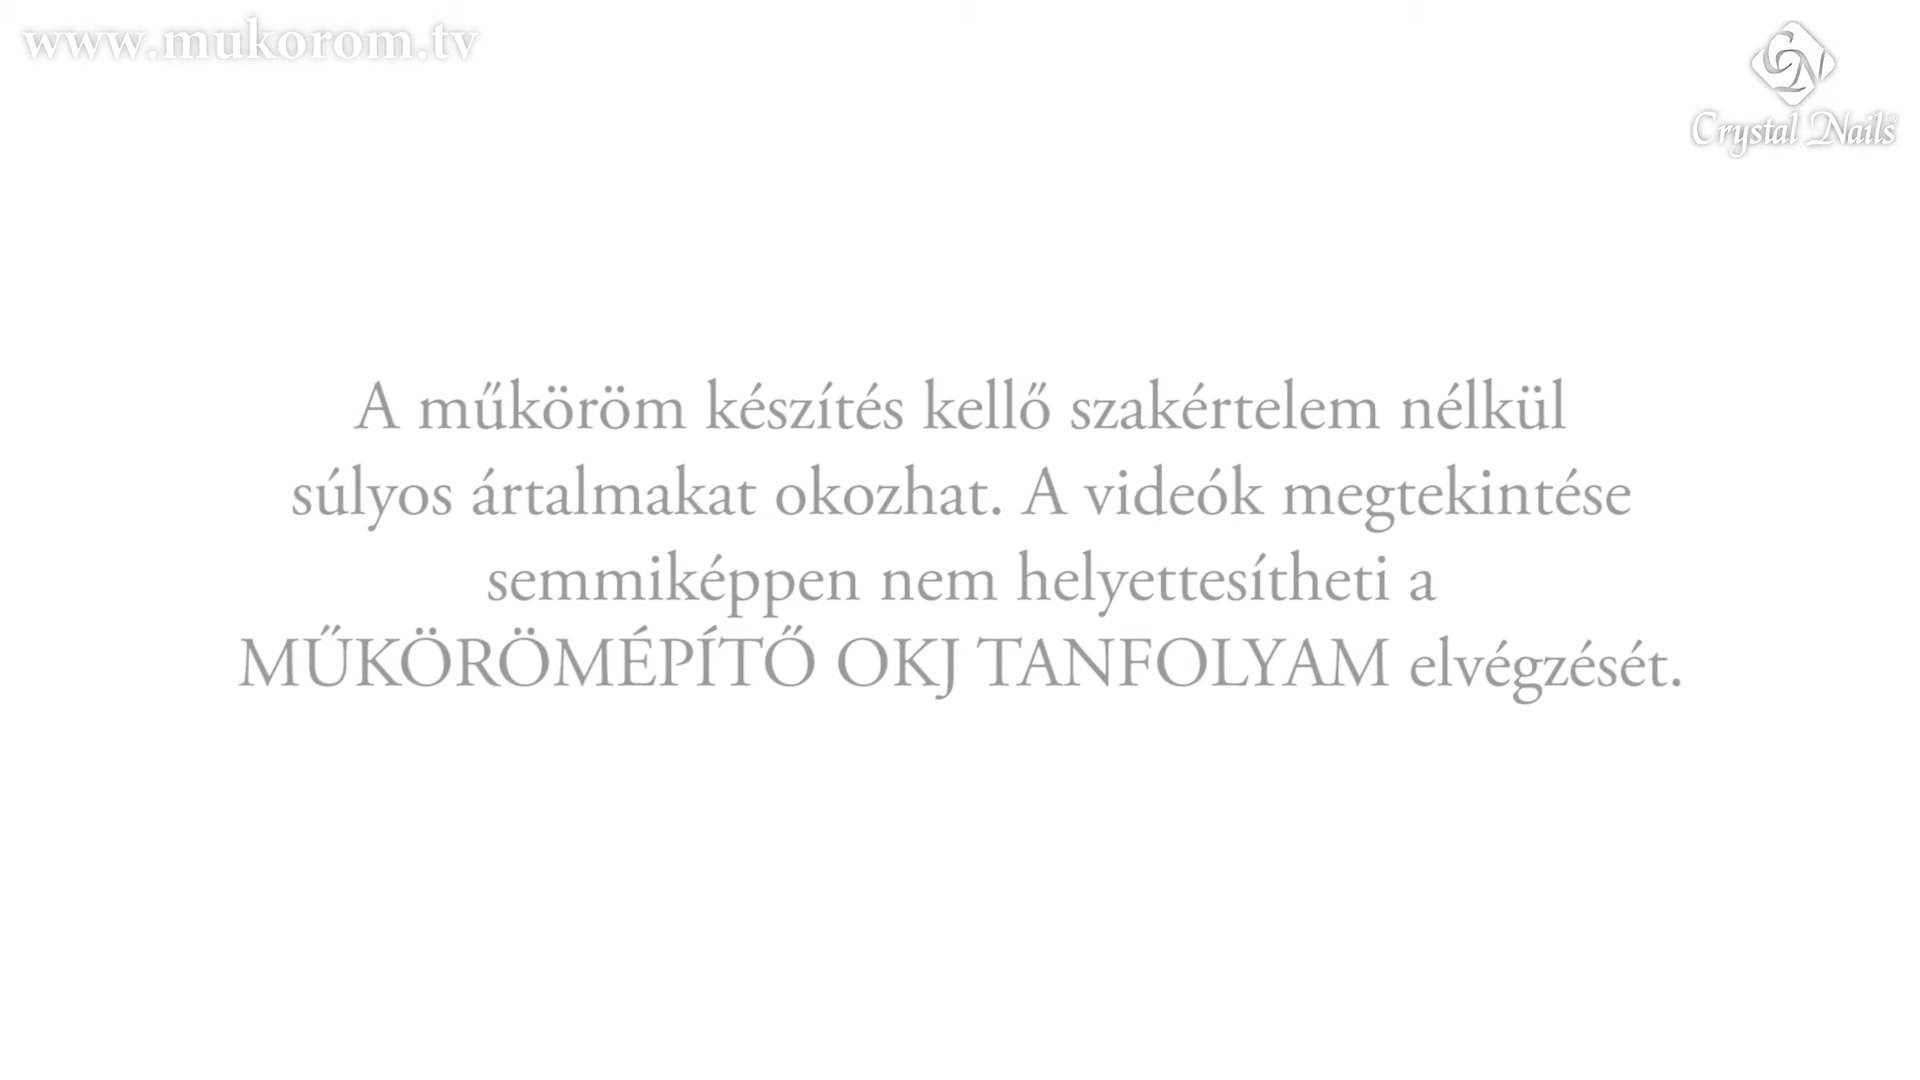 www.mukorom.tv
CN
Crystal Nails®
A műköröm készítés kellő szakértelem nélkül
súlyos ártalmakat okozhat. A videók megtekintése
semmiképpen nem helyettesítheti a
MŰKÖRÖMÉPÍTŐ OKJ TANFOLYAM elvégzését.